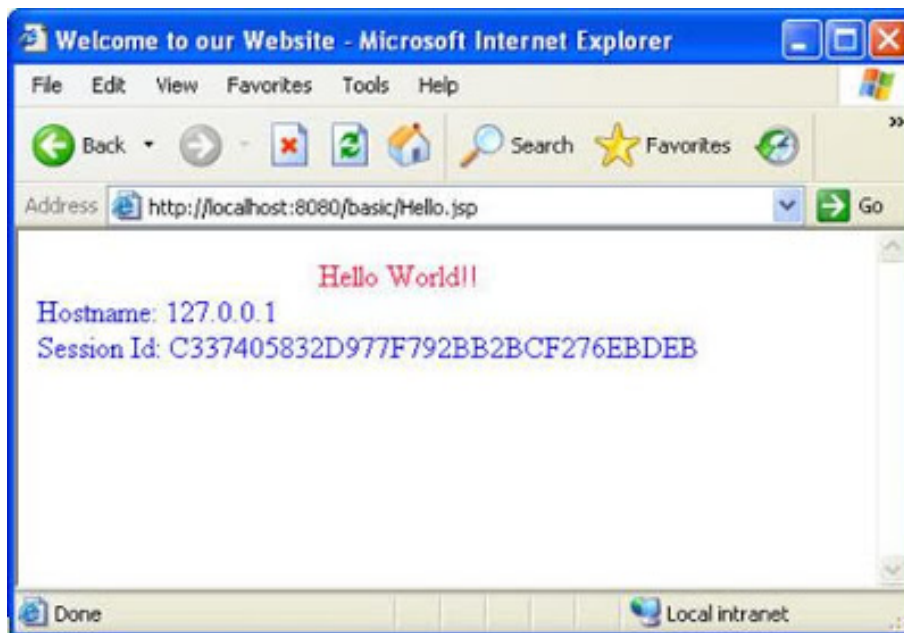 Welcome to our Website - Microsoft Internet Explorer
File Edit View Favorites Tools Help
Back Search Favorites »
Address http://localhost:8080/basic/Hello.jsp Go
Hello World!!
Hostname: 127.0.0.1
Session Id: C337405832D977F792BB2BCF276EBDEB
Done Local intranet